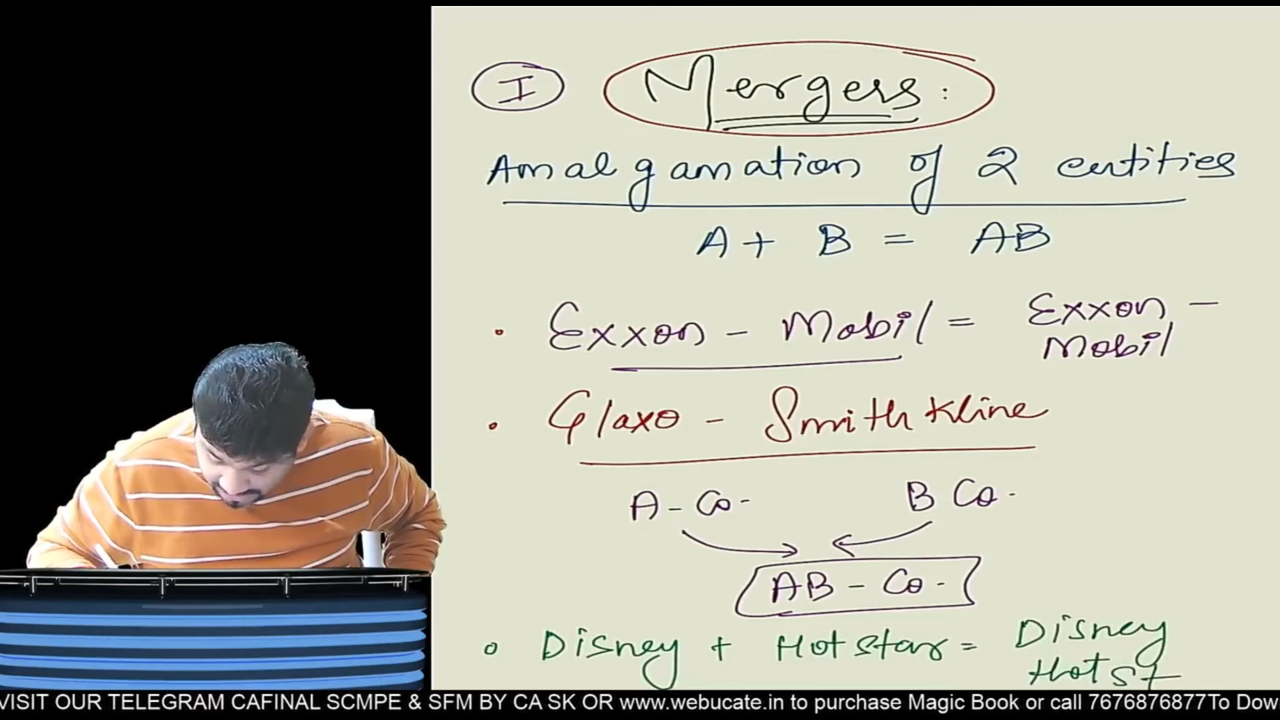 I Mergers :
Amalgamation of 2 entities
A + B = AB
• Exxon - Mobil = Exxon -
Mobil
• Glaxo - Smithkline
A - Co - B Co.
AB - Co -
• Disney + Hotstar = Disney
Hotst
VISIT OUR TELEGRAM CAFINAL SCMPE & SFM BY CA SK OR www.webucate.in to purchase Magic Book or call 7676876877To Dow